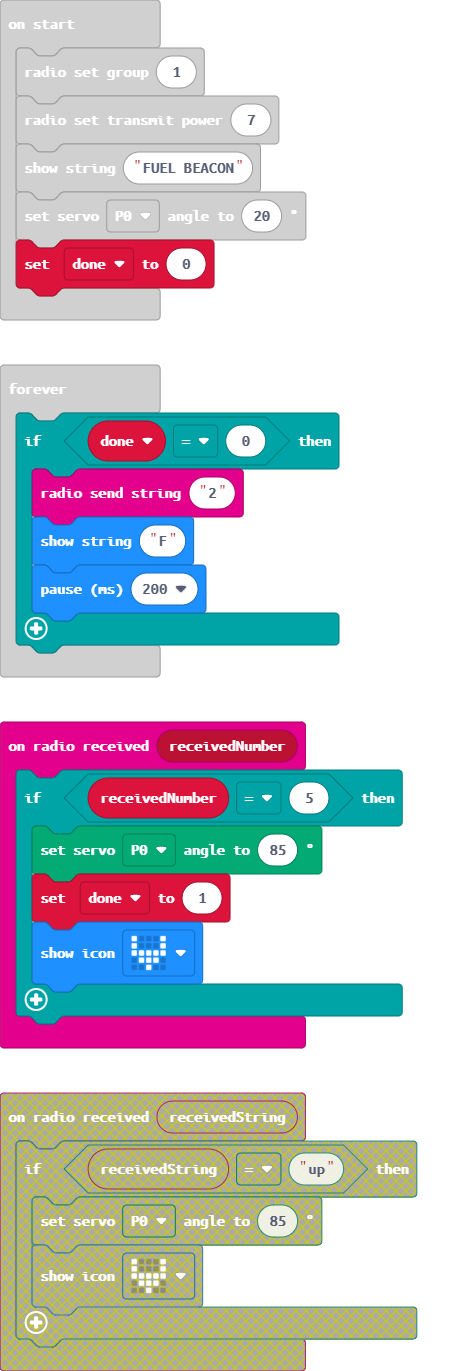 on start
radio set group 1
radio set transmit power 7
show string "FUEL BEACON"
set servo P0 angle to 20 °
set done to 0
forever
if done = 0 then
radio send string "2"
show string "F"
pause (ms) 200
on radio received receivedNumber
if receivedNumber = 5 then
set servo P0 angle to 85 °
set done to 1
show icon
on radio received receivedString
if receivedString = "up" then
set servo P0 angle to 85 °
show icon